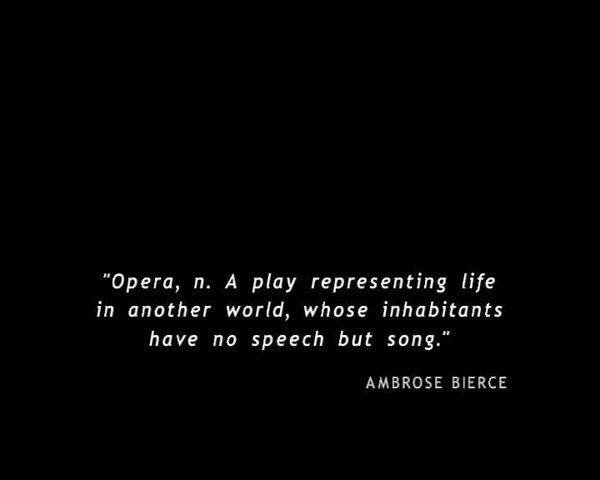 "Opera, n. A play representing life
in another world, whose inhabitants
have no speech but song."
AMBROSE BIERCE